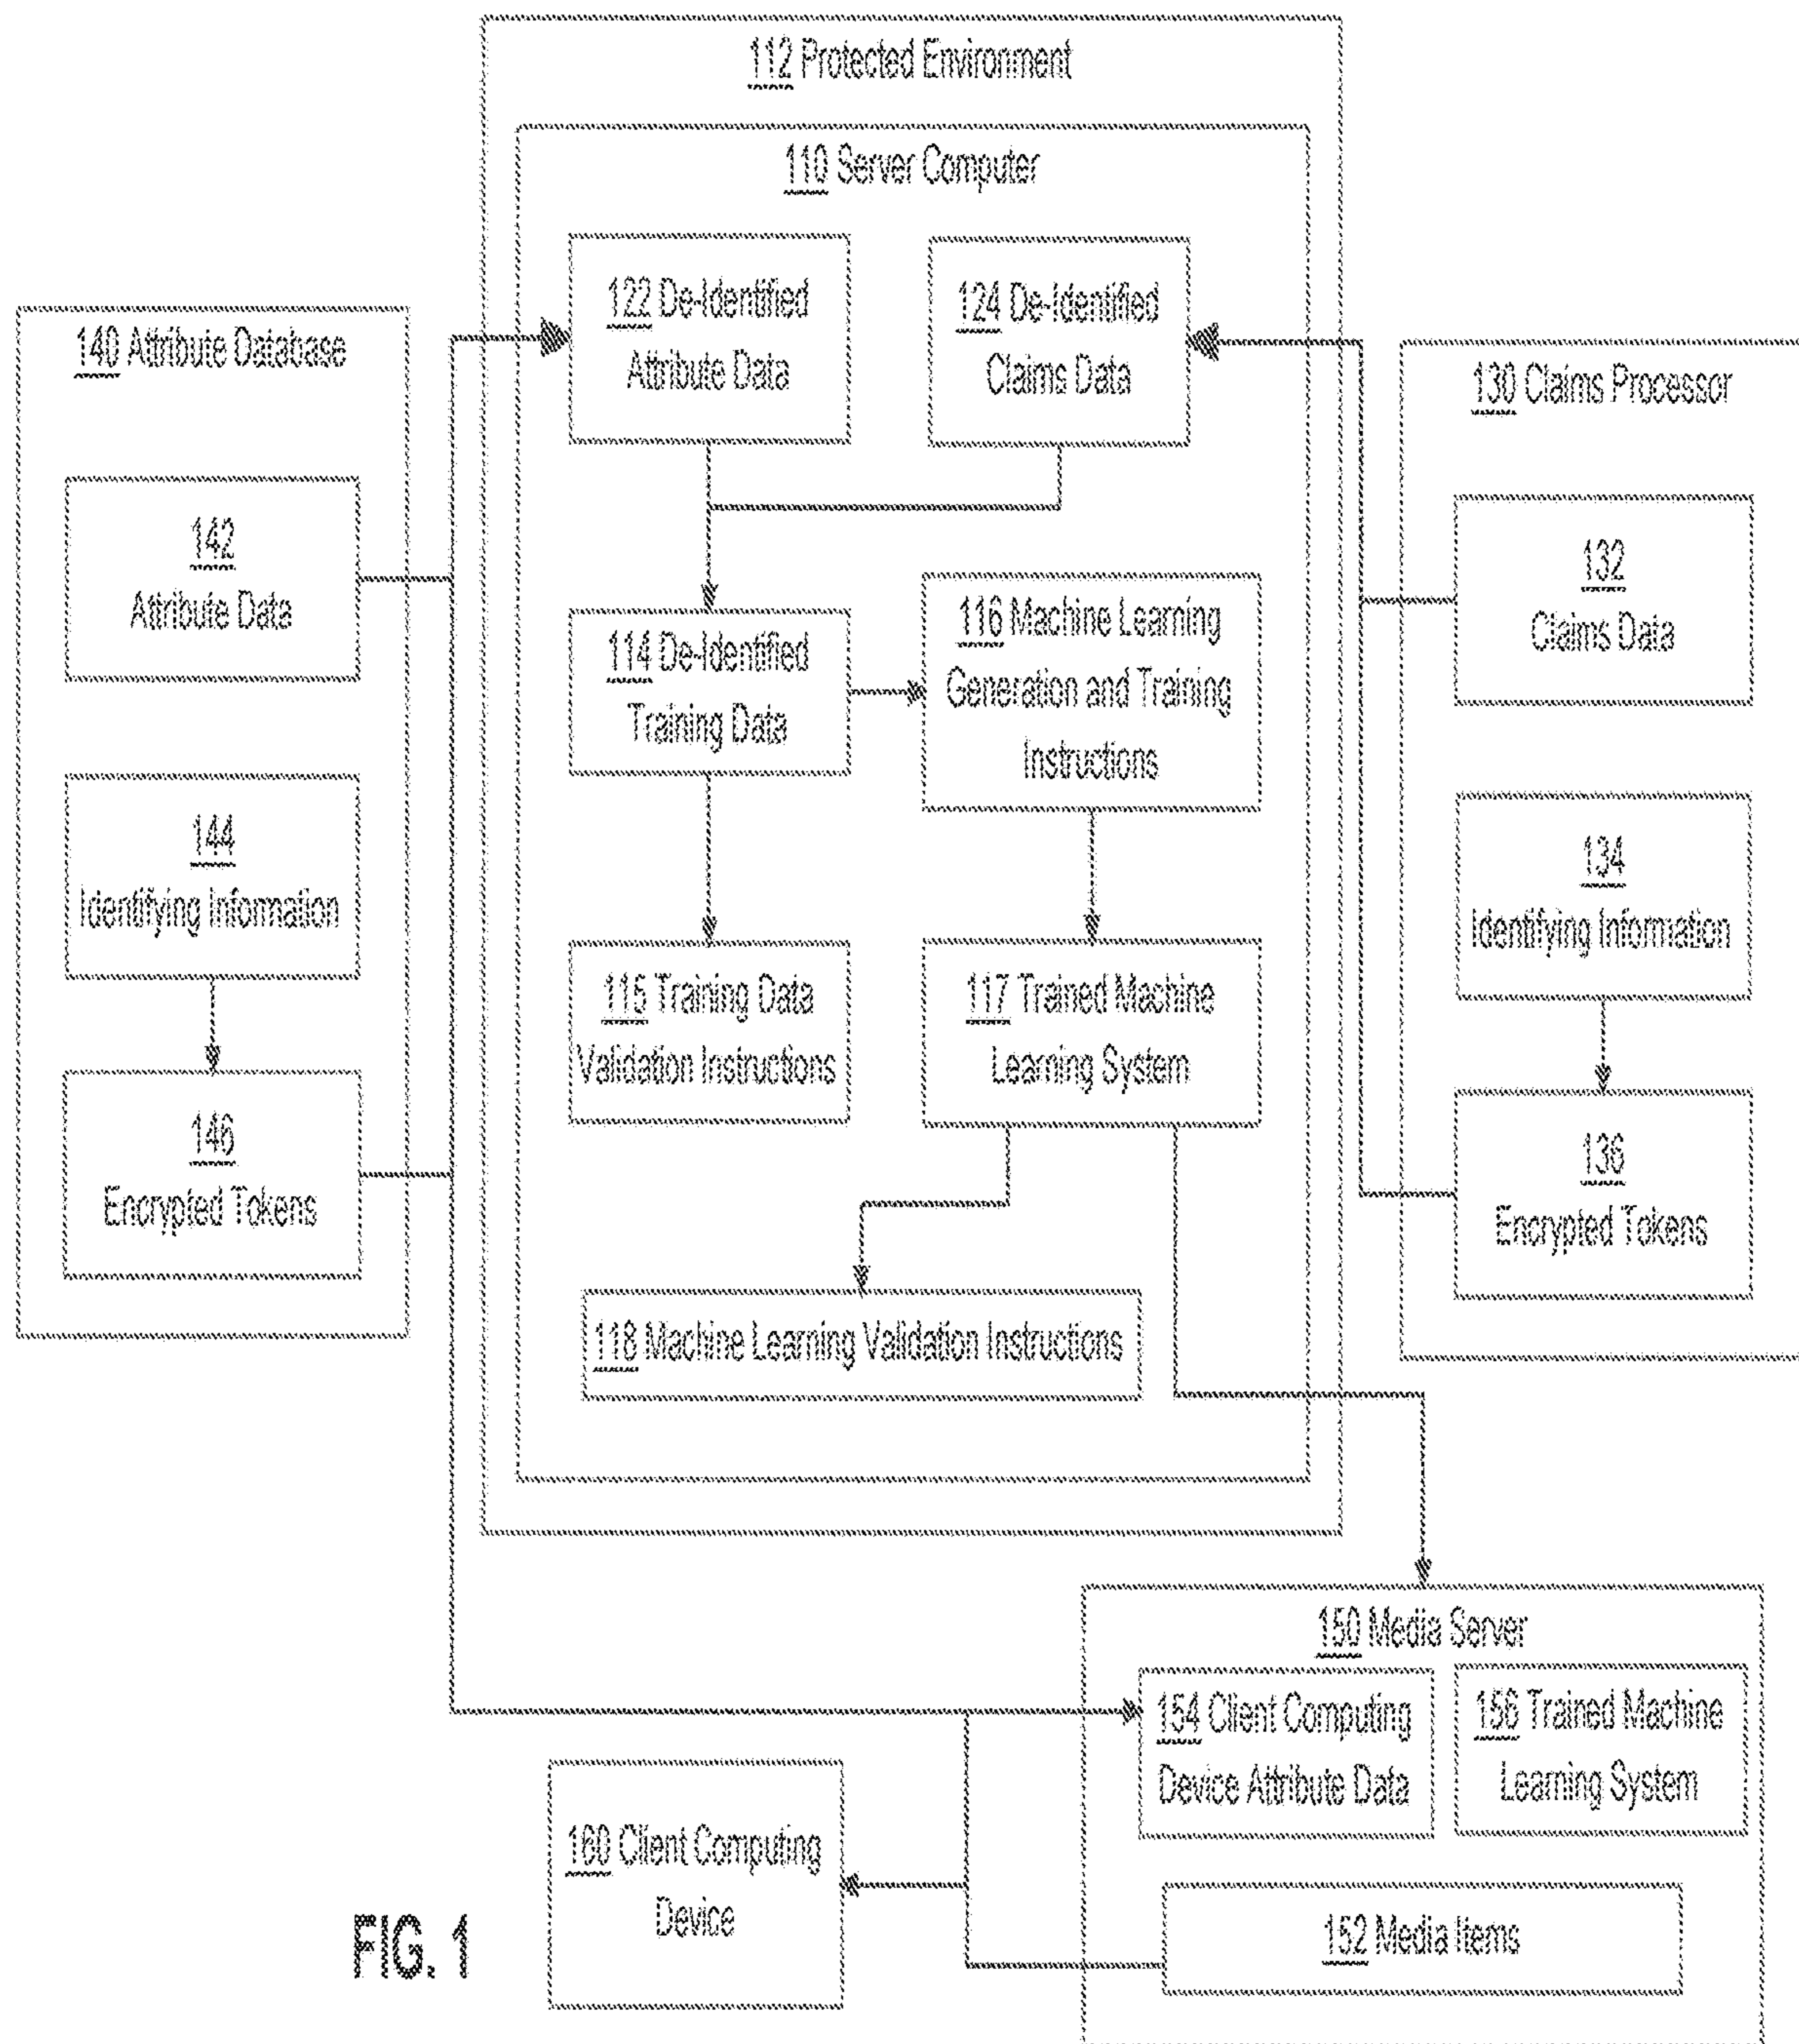 112 Protected Environment
110 Server Computer
122 De-Identified
Attribute Data
124 De-Identified
Claims Data
140 Attribute Database
142
Attribute Data
144
Identifying Information
146
Encrypted Tokens
130 Claims Processor
132
Claims Data
134
Identifying Information
136
Encrypted Tokens
114 De-Identified
Training Data
116 Machine Learning
Generation and Training
Instructions
115 Training Data
Validation Instructions
117 Trained Machine
Learning System
118 Machine Learning Validation Instructions
150 Media Server
154 Client Computing
Device Attribute Data
156 Trained Machine
Learning System
152 Media Items
160 Client Computing
Device
FIG. 1